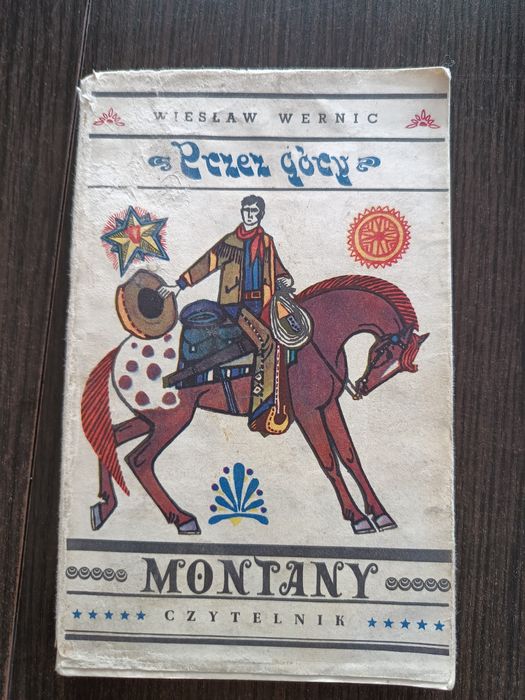 WIESŁAW WERNIC
Przez góry
MONTANY
CZYTELNIK